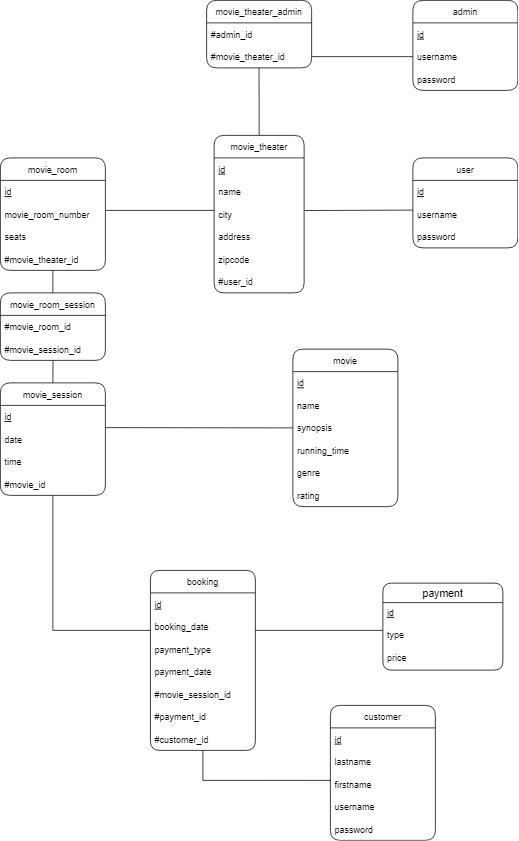 movie_theater_admin
#admin_id
#movie_theater_id
admin
id
username
password
movie_theater
id
name
city
address
zipcode
#user_id
movie_room
id
movie_room_number
seats
#movie_theater_id
user
id
username
password
movie_room_session
#movie_room_id
#movie_session_id
movie_session
id
date
time
#movie_id
movie
id
name
synopsis
running_time
genre
rating
booking
id
booking_date
payment_type
payment_date
#movie_session_id
#payment_id
#customer_id
payment
id
type
price
customer
id
lastname
firstname
username
password